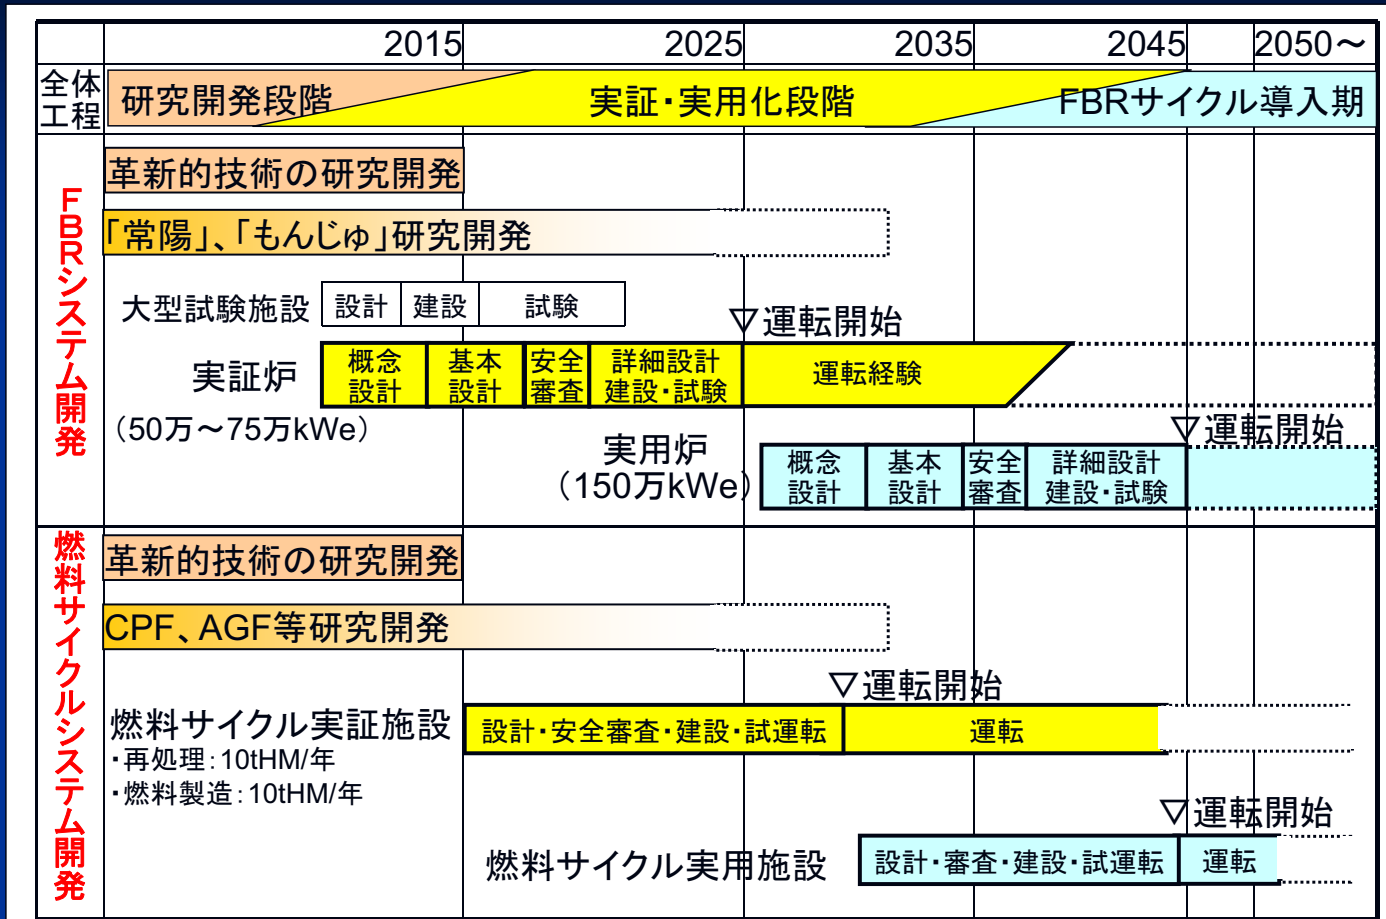 2015
2025
2035
2045
2050～
全体
工程
研究開発段階
実証・実用化段階
FBRサイクル導入期
FBRシステム開発
革新的技術の研究開発
「常陽」、「もんじゅ」研究開発
大型試験施設
設計
建設
試験
▽運転開始
実証炉
（50万～75万kWe）
概念
設計
基本
設計
安全
審査
詳細設計
建設・試験
運転経験
▽運転開始
実用炉
（150万kWe）
概念
設計
基本
設計
安全
審査
詳細設計
建設・試験
燃料サイクルシステム開発
革新的技術の研究開発
CPF、AGF等研究開発
▽運転開始
燃料サイクル実証施設
・再処理：10tHM/年
・燃料製造：10tHM/年
設計・安全審査・建設・試運転
運転
▽運転開始
燃料サイクル実用施設
設計・審査・建設・試運転
運転